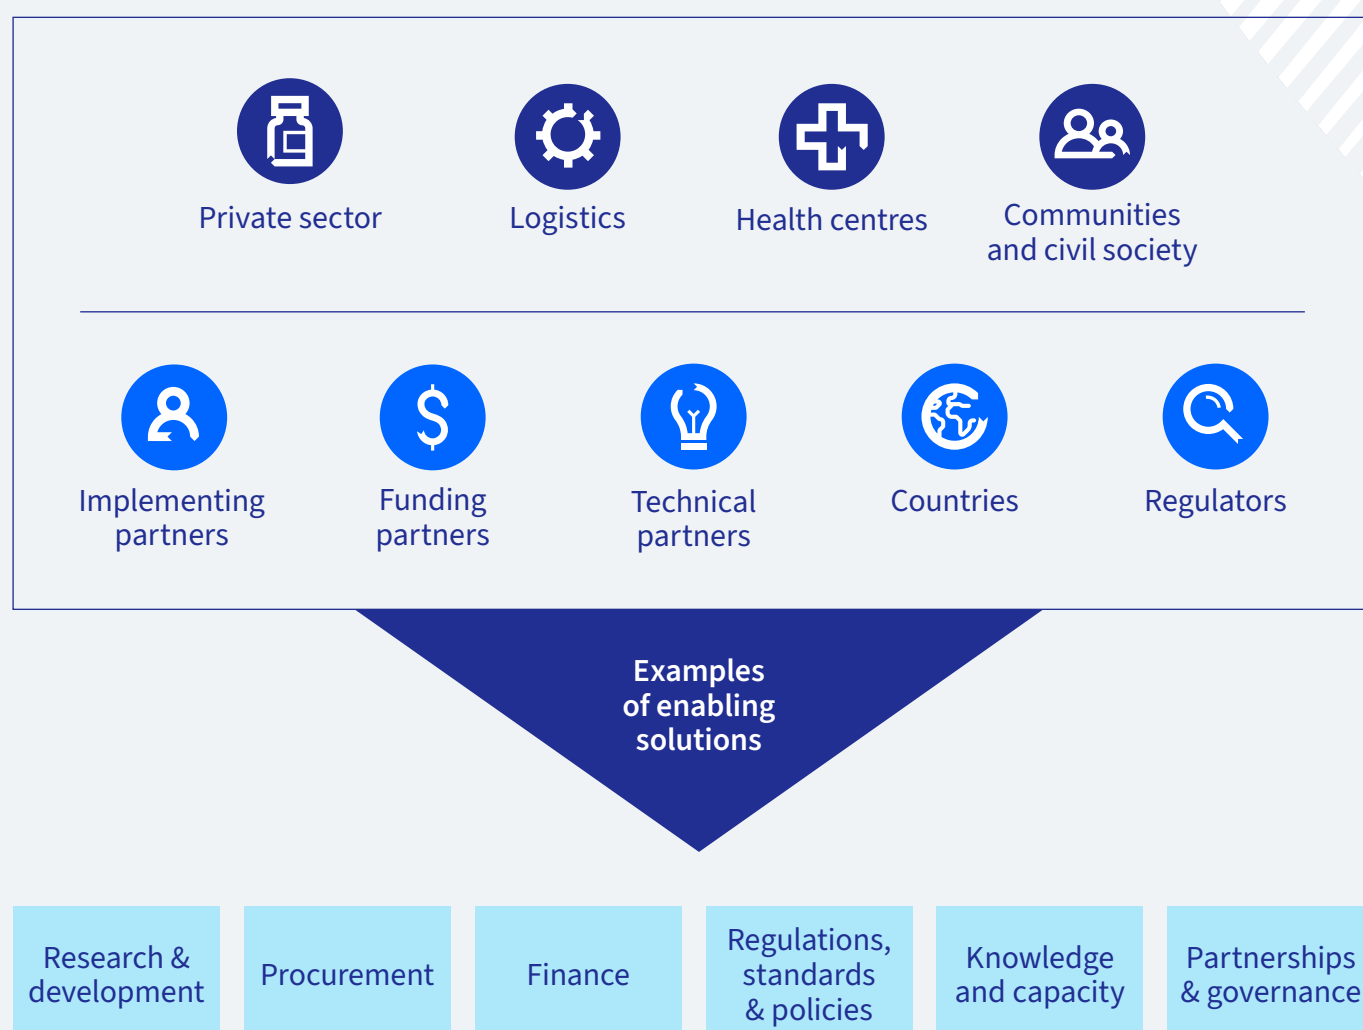 Private sector
Logistics
Health centres
Communities
and civil society
Implementing
partners
Funding
partners
Technical
partners
Countries
Regulators
Examples
of enabling
solutions
Research &
development
Procurement
Finance
Regulations,
standards
& policies
Knowledge
and capacity
Partnerships
& governance